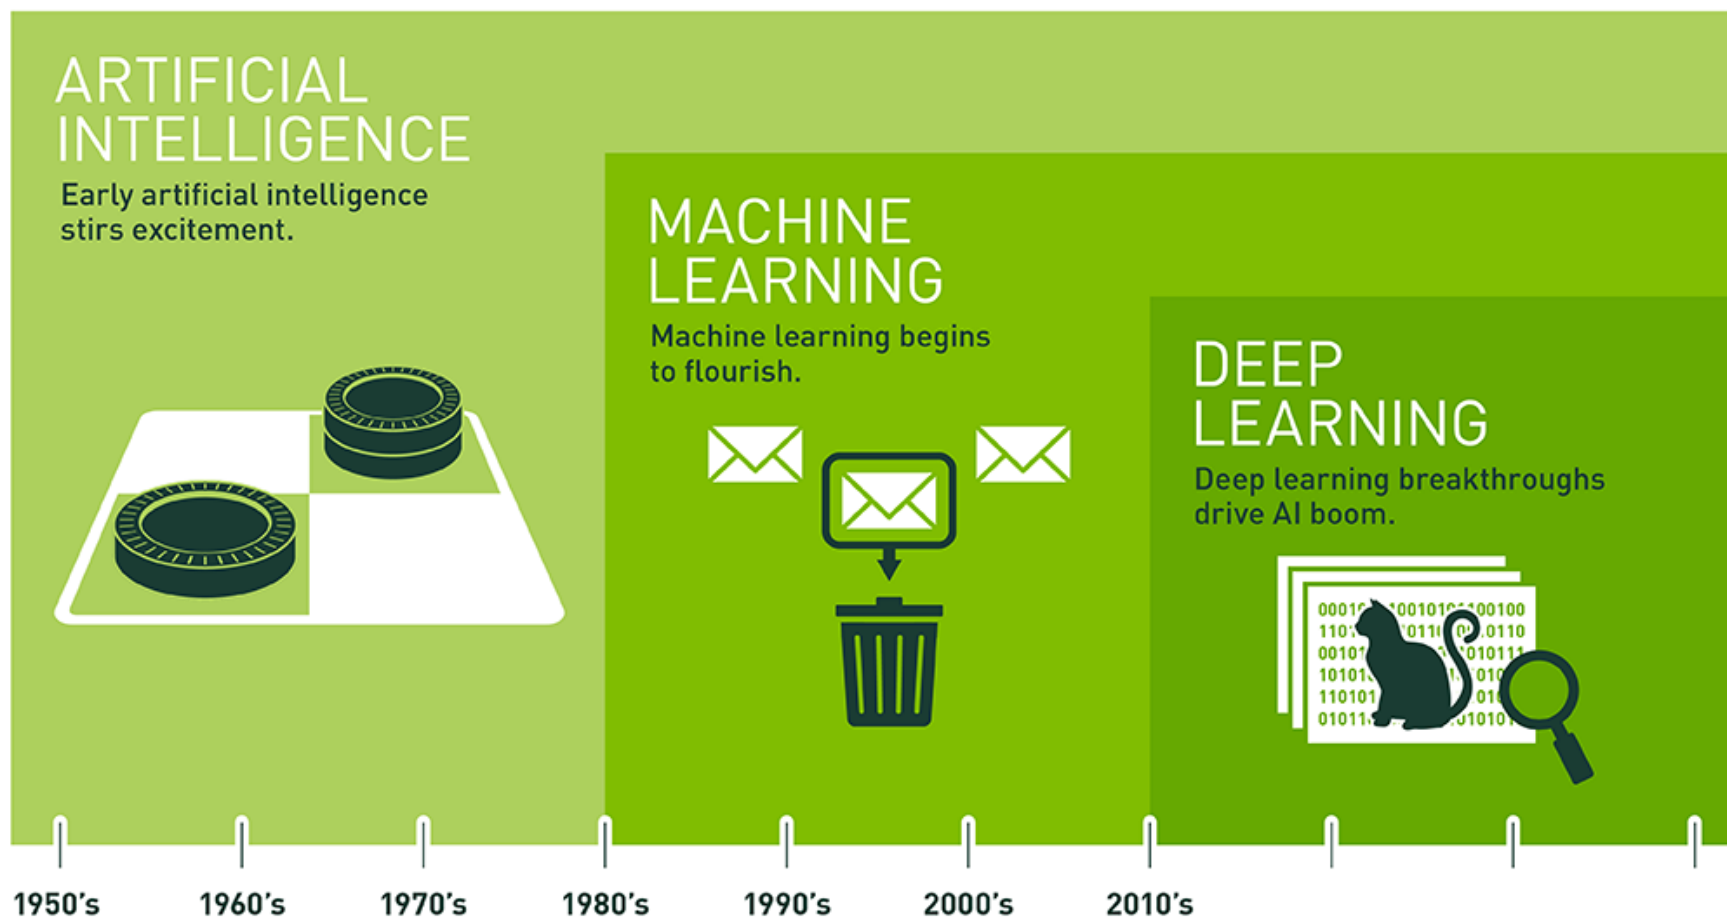 ARTIFICIAL
INTELLIGENCE
Early artificial intelligence
stirs excitement.
MACHINE
LEARNING
Machine learning begins
to flourish.
DEEP
LEARNING
Deep learning breakthroughs
drive AI boom.
1950's
1960's
1970's
1980's
1990's
2000's
2010's